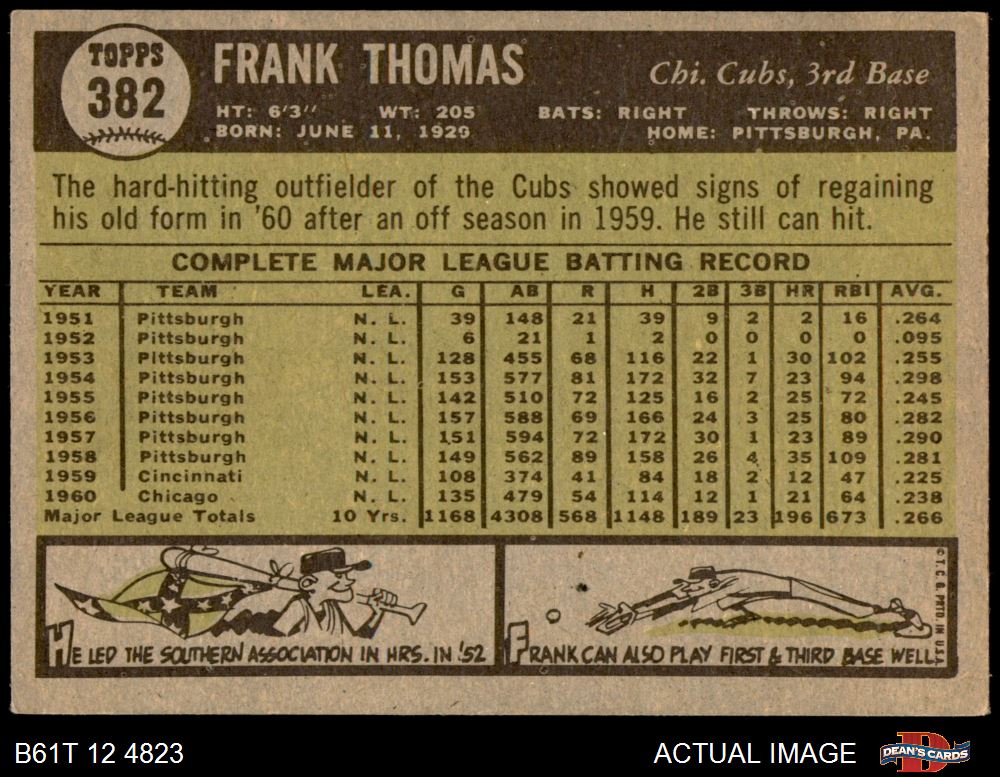 TOPPS
382
FRANK THOMAS
Chi. Cubs, 3rd Base
HT: 6'3" WT: 205 BATS: RIGHT THROWS: RIGHT
BORN: JUNE 11, 1929 HOME: PITTSBURGH, PA.
The hard-hitting outfielder of the Cubs showed signs of regaining
his old form in '60 after an off season in 1959. He still can hit.
COMPLETE MAJOR LEAGUE BATTING RECORD
YEAR TEAM LEA. G AB R H 2B 3B HR RBI AVG.
1951 Pittsburgh N. L. 39 148 21 39 9 2 2 16 .264
1952 Pittsburgh N. L. 6 21 1 2 0 0 0 0 .095
1953 Pittsburgh N. L. 128 455 68 116 22 1 30 102 .255
1954 Pittsburgh N. L. 153 577 81 172 32 7 23 94 .298
1955 Pittsburgh N. L. 142 510 72 125 16 2 25 72 .245
1956 Pittsburgh N. L. 157 588 69 166 24 3 25 80 .282
1957 Pittsburgh N. L. 151 594 72 172 30 1 23 89 .290
1958 Pittsburgh N. L. 149 562 89 158 26 4 35 109 .281
1959 Cincinnati N. L. 108 374 41 84 18 2 12 47 .225
1960 Chicago N. L. 135 479 54 114 12 1 21 64 .238
Major League Totals 10 Yrs. 1168 4308 568 1148 189 23 196 673 .266
HE LED THE SOUTHERN ASSOCIATION IN HRS. IN '52
FRANK CAN ALSO PLAY FIRST & THIRD BASE WELL.
© T. C. G. PRTD. IN U.S.A.
B61T 12 4823
ACTUAL IMAGE
DEAN'S CARDS